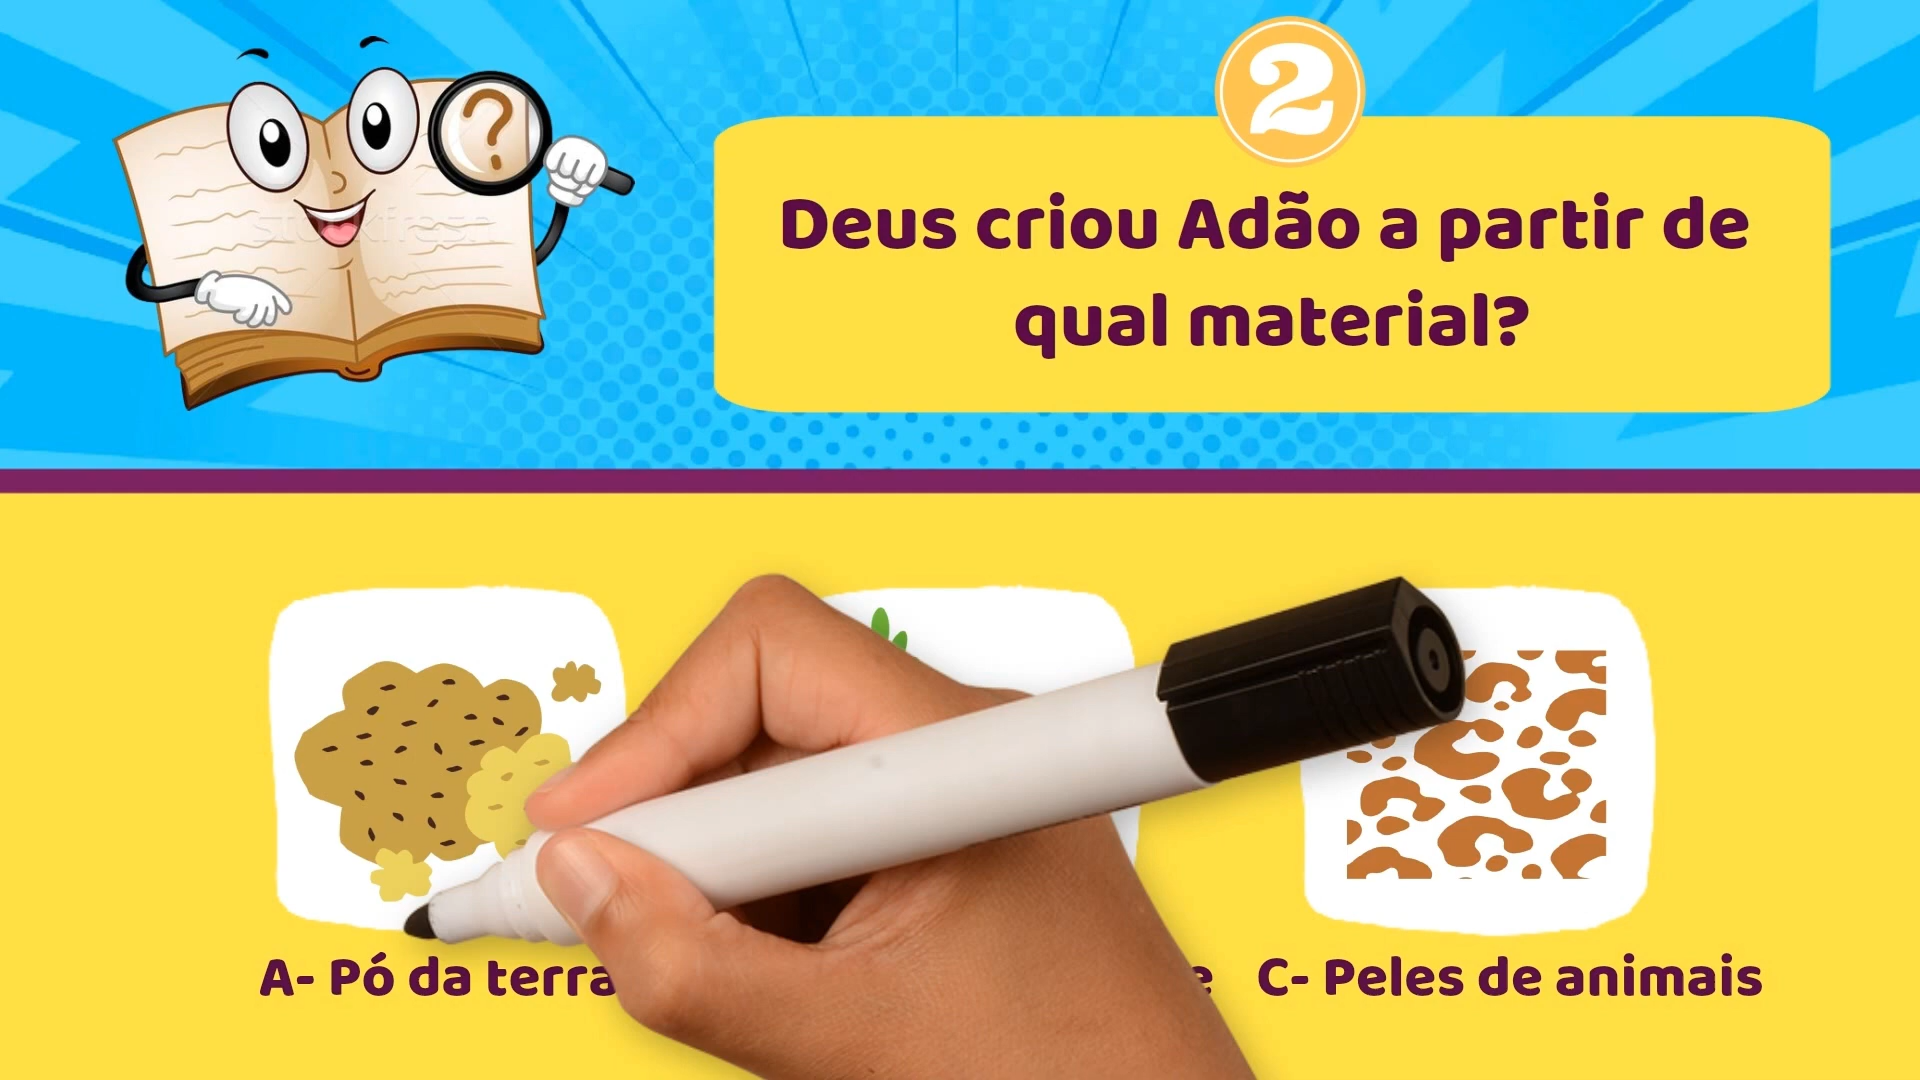 2
Deus criou Adão a partir de
qual material?
?
A- Pó da terra
C- Peles de animais